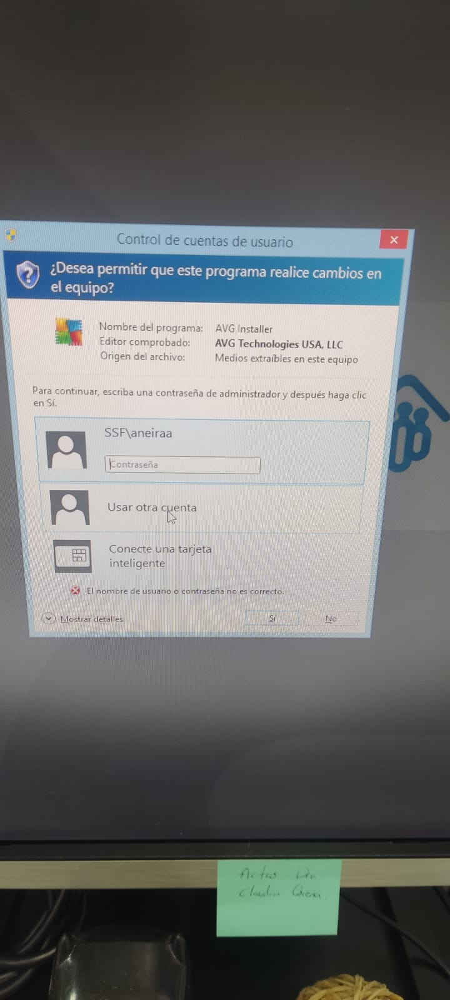 Control de cuentas de usuario
¿Desea permitir que este programa realice cambios en
el equipo?
Nombre del programa: AVG Installer
Editor comprobado: AVG Technologies USA, LLC
Origen del archivo: Medios extraíbles en este equipo
Para continuar, escriba una contraseña de administrador y después haga clic
en Sí.
SSF\aneiraa
Contraseña
Usar otra cuenta
Conecte una tarjeta
inteligente
El nombre de usuario o contraseña no es correcto.
Mostrar detalles
Sí
No
Actas Dra
Claudia